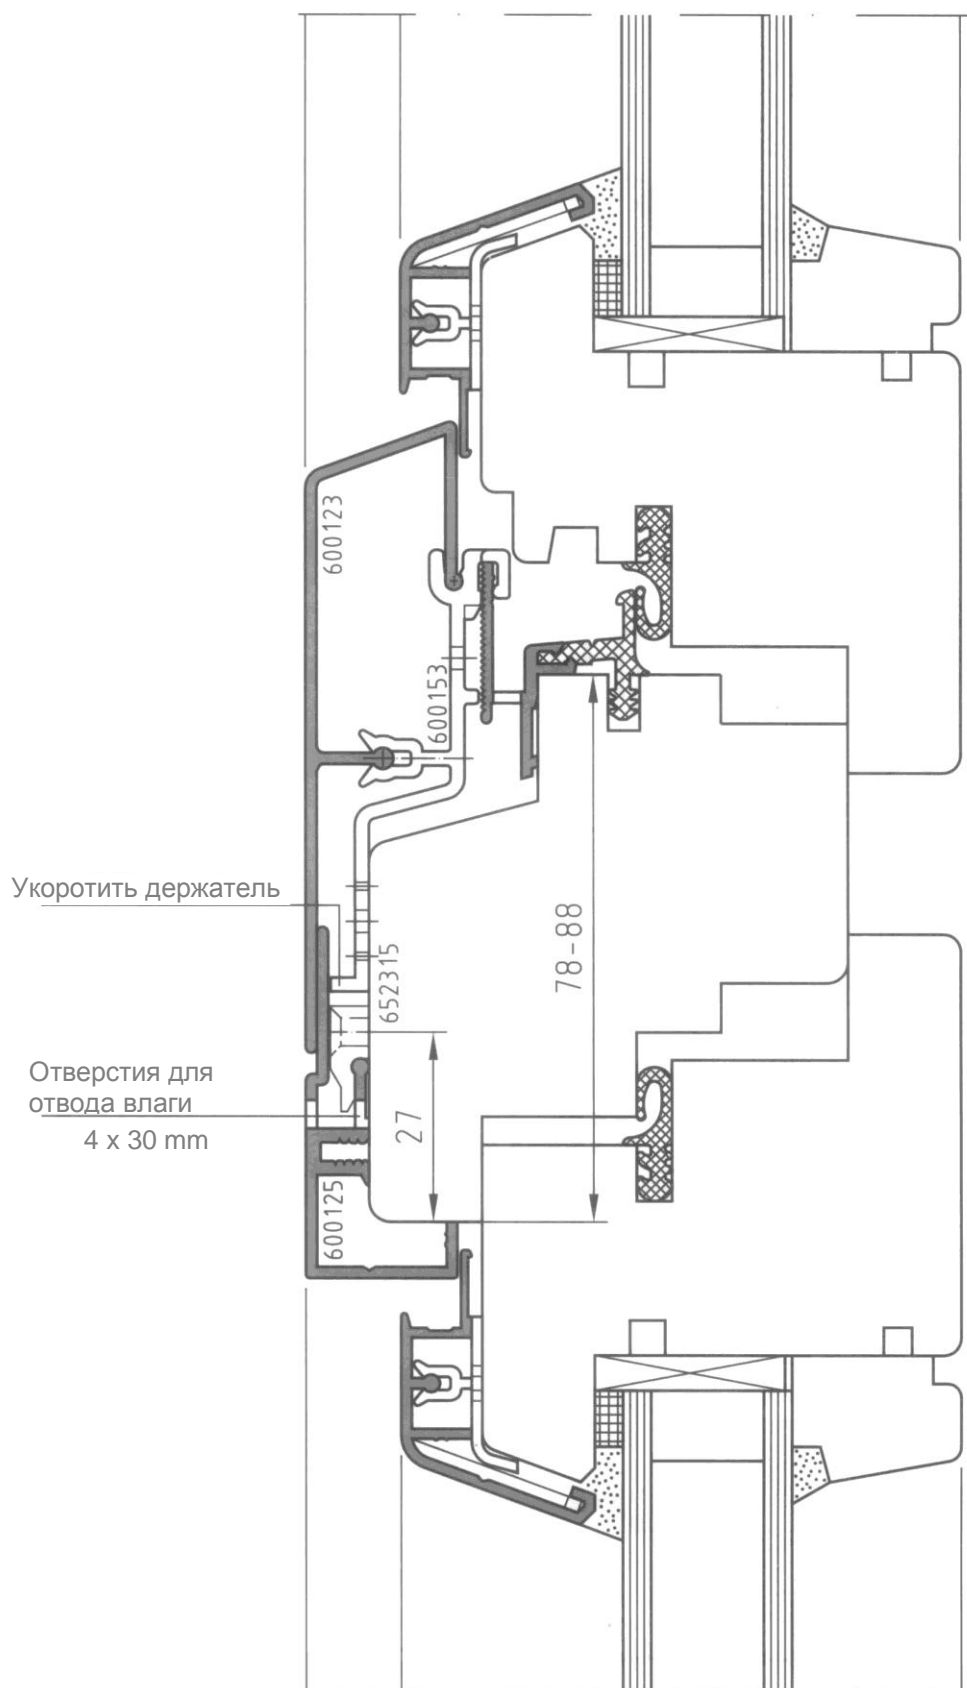 600123
600153
Укоротить держатель
652315
78-88
Отверстия для
отвода влаги
4 x 30 mm
27
600125